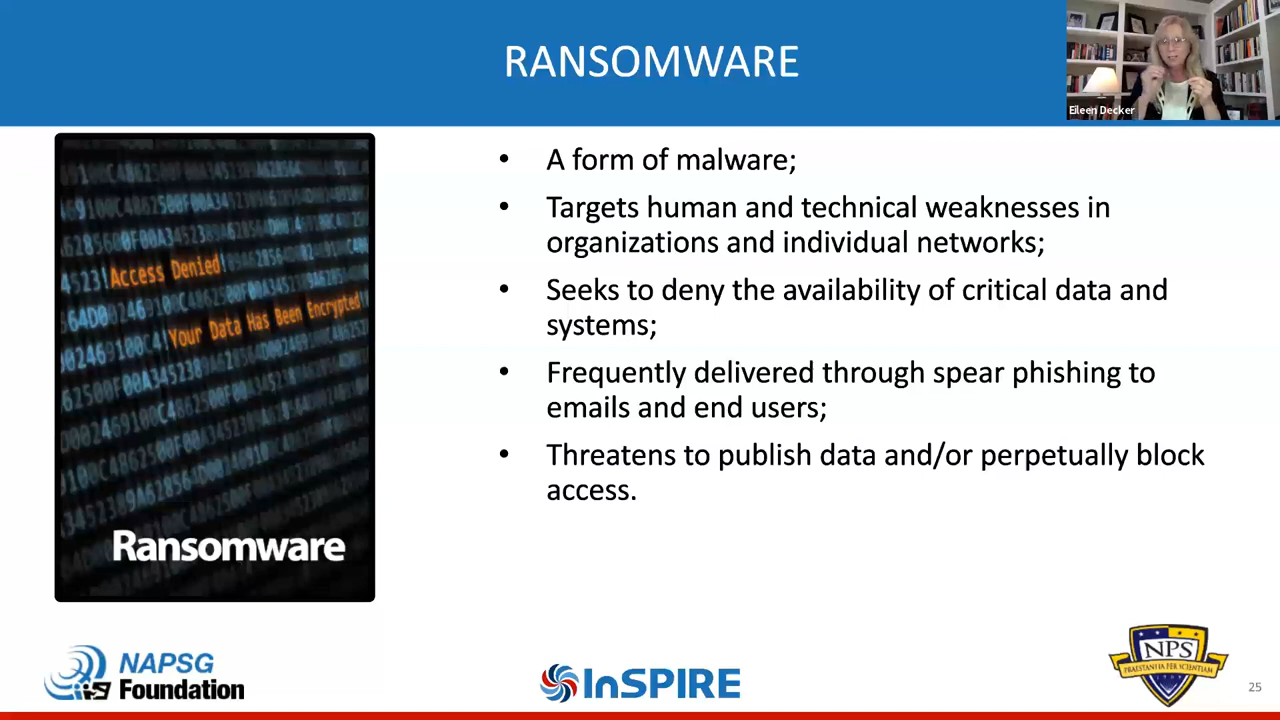 RANSOMWARE
Eileen Decker
• A form of malware;
• Targets human and technical weaknesses in
organizations and individual networks;
• Seeks to deny the availability of critical data and
systems;
• Frequently delivered through spear phishing to
emails and end users;
• Threatens to publish data and/or perpetually block
access.
Access Denied
Your Data Has Been Encrypted
Ransomware
NAPSG
Foundation
InSPIRE
NPS
PRAESTANTIA PER SCIENTIAM
25